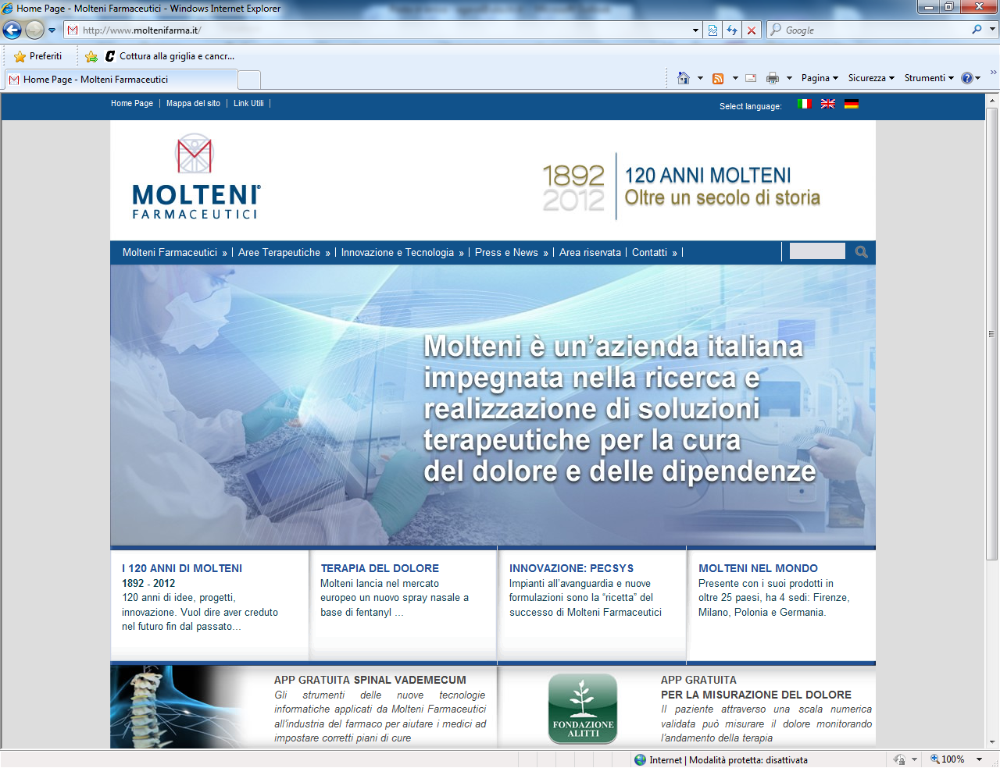 Home Page - Molteni Farmaceutici - Windows Internet Explorer
http://www.moltenifarma.it/
Google
Preferiti
Cottura alla griglia e cancr...
Home Page - Molteni Farmaceutici
Pagina
Sicurezza
Strumenti
Home Page | Mappa del sito | Link Utili |
Select language:
MOLTENI®
FARMACEUTICI
1892
2012
120 ANNI MOLTENI
Oltre un secolo di storia
Molteni Farmaceutici » | Aree Terapeutiche » | Innovazione e Tecnologia » | Press e News » | Area riservata | Contatti » |
Molteni è un’azienda italiana
impegnata nella ricerca e
realizzazione di soluzioni
terapeutiche per la cura
del dolore e delle dipendenze
I 120 ANNI DI MOLTENI
1892 - 2012
120 anni di idee, progetti,
innovazione. Vuol dire aver creduto
nel futuro fin dal passato...
TERAPIA DEL DOLORE
Molteni lancia nel mercato
europeo un nuovo spray nasale a
base di fentanyl ...
INNOVAZIONE: PECSYS
Impianti all’avanguardia e nuove
formulazioni sono la “ricetta” del
successo di Molteni Farmaceutici
MOLTENI NEL MONDO
Presente con i suoi prodotti in
oltre 25 paesi, ha 4 sedi: Firenze,
Milano, Polonia e Germania.
APP GRATUITA SPINAL VADEMECUM
Gli strumenti delle nuove tecnologie
informatiche applicati da Molteni Farmaceutici
all'industria del farmaco per aiutare i medici ad
impostare corretti piani di cure
FONDAZIONE
ALITTI
APP GRATUITA
PER LA MISURAZIONE DEL DOLORE
Il paziente attraverso una scala numerica
validata può misurare il dolore monitorando
l'andamento della terapia
Internet | Modalità protetta: disattivata
100%